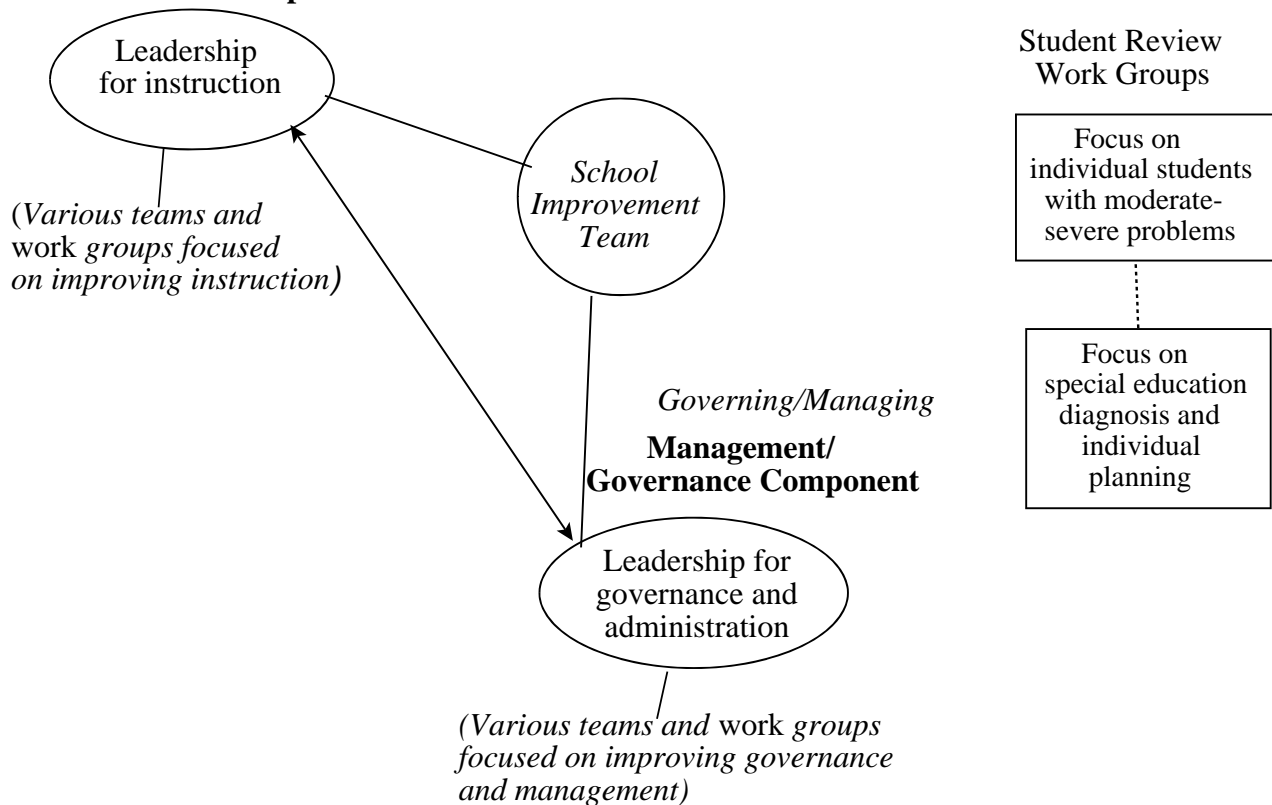 Leadership
for instruction
(Various teams and
work groups focused
on improving instruction)
School
Improvement
Team
Student Review
Work Groups
Focus on
individual students
with moderate-
severe problems
Focus on
special education
diagnosis and
individual
planning
Governing/Managing
Management/
Governance Component
Leadership for
governance and
administration
(Various teams and work groups
focused on improving governance
and management)